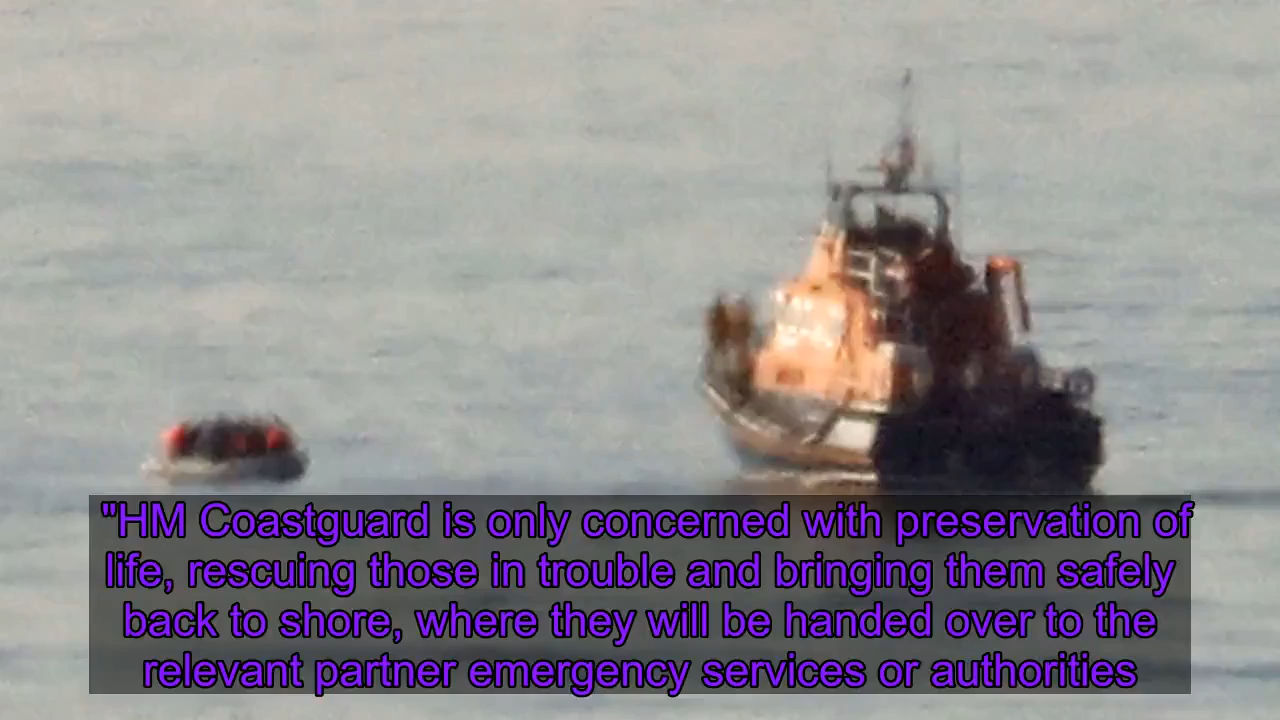 "HM Coastguard is only concerned with preservation of
life, rescuing those in trouble and bringing them safely
back to shore, where they will be handed over to the
relevant partner emergency services or authorities